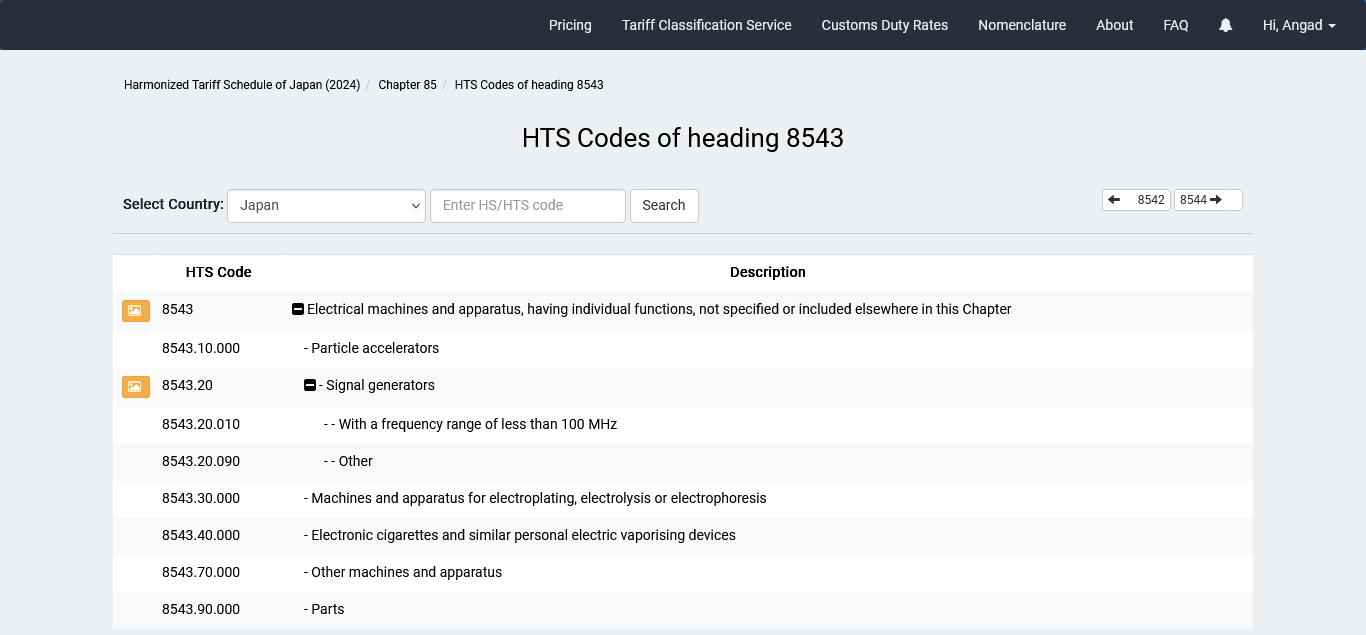 Pricing Tariff Classification Service Customs Duty Rates Nomenclature About FAQ Hi, Angad
Harmonized Tariff Schedule of Japan (2024) / Chapter 85 / HTS Codes of heading 8543
HTS Codes of heading 8543
Select Country: Japan Enter HS/HTS code Search 8542 8544
HTS Code Description
8543 Electrical machines and apparatus, having individual functions, not specified or included elsewhere in this Chapter
8543.10.000 - Particle accelerators
8543.20 - Signal generators
8543.20.010 - - With a frequency range of less than 100 MHz
8543.20.090 - - Other
8543.30.000 - Machines and apparatus for electroplating, electrolysis or electrophoresis
8543.40.000 - Electronic cigarettes and similar personal electric vaporising devices
8543.70.000 - Other machines and apparatus
8543.90.000 - Parts